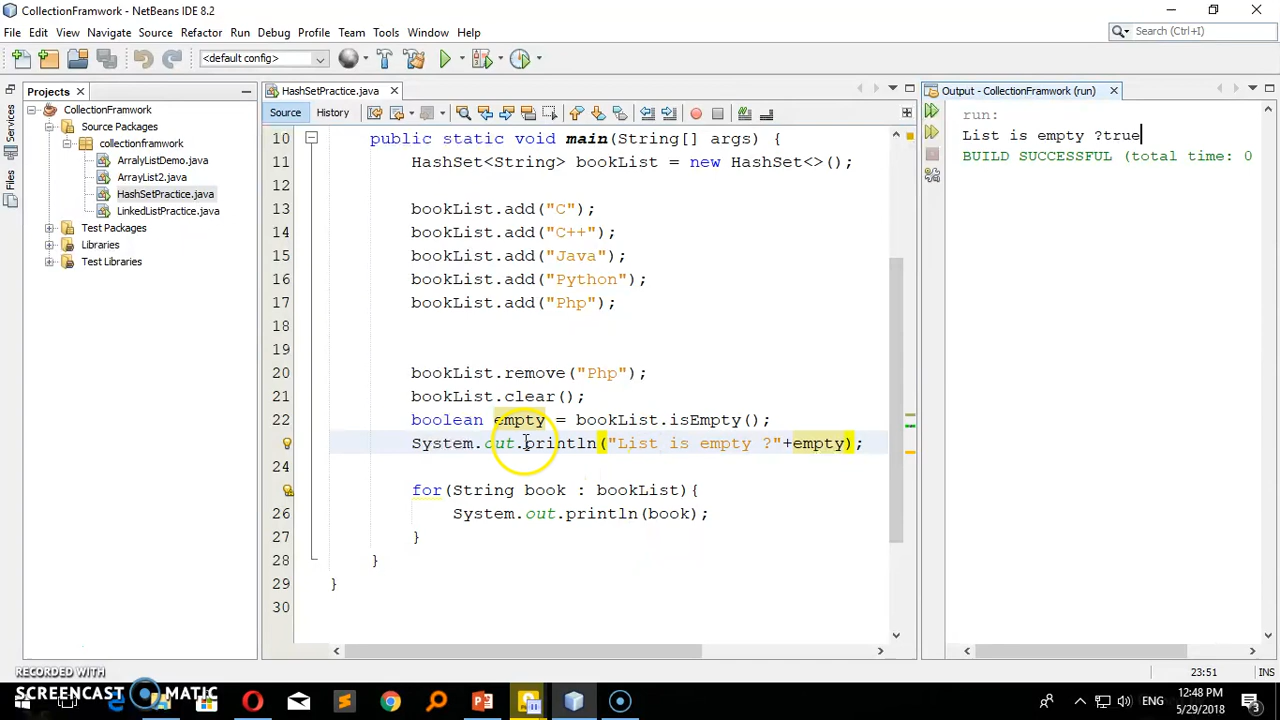 CollectionFramwork - NetBeans IDE 8.2
File Edit View Navigate Source Refactor Run Debug Profile Team Tools Window Help
Search (Ctrl+I)
<default config>
Projects
HashSetPractice.java
Output - CollectionFramwork (run)
Services
Files
CollectionFramwork
Source Packages
collectionframwork
ArralyListDemo.java
ArrayList2.java
HashSetPractice.java
LinkedListPractice.java
Test Packages
Libraries
Test Libraries
Source History
10 public static void main(String[] args) {
11 HashSet<String> bookList = new HashSet<>();
12
13 bookList.add("C");
14 bookList.add("C++");
15 bookList.add("Java");
16 bookList.add("Python");
17 bookList.add("Php");
18
19
20 bookList.remove("Php");
21 bookList.clear();
22 boolean empty = bookList.isEmpty();
System.out.println("List is empty ?"+empty);
24
for(String book : bookList){
26 System.out.println(book);
27 }
28 }
29 }
30
run:
List is empty ?true
BUILD SUCCESSFUL (total time: 0
23:51 INS
RECORDED WITH
SCREENCAST MATIC
ENG
12:48 PM
5/29/2018
3